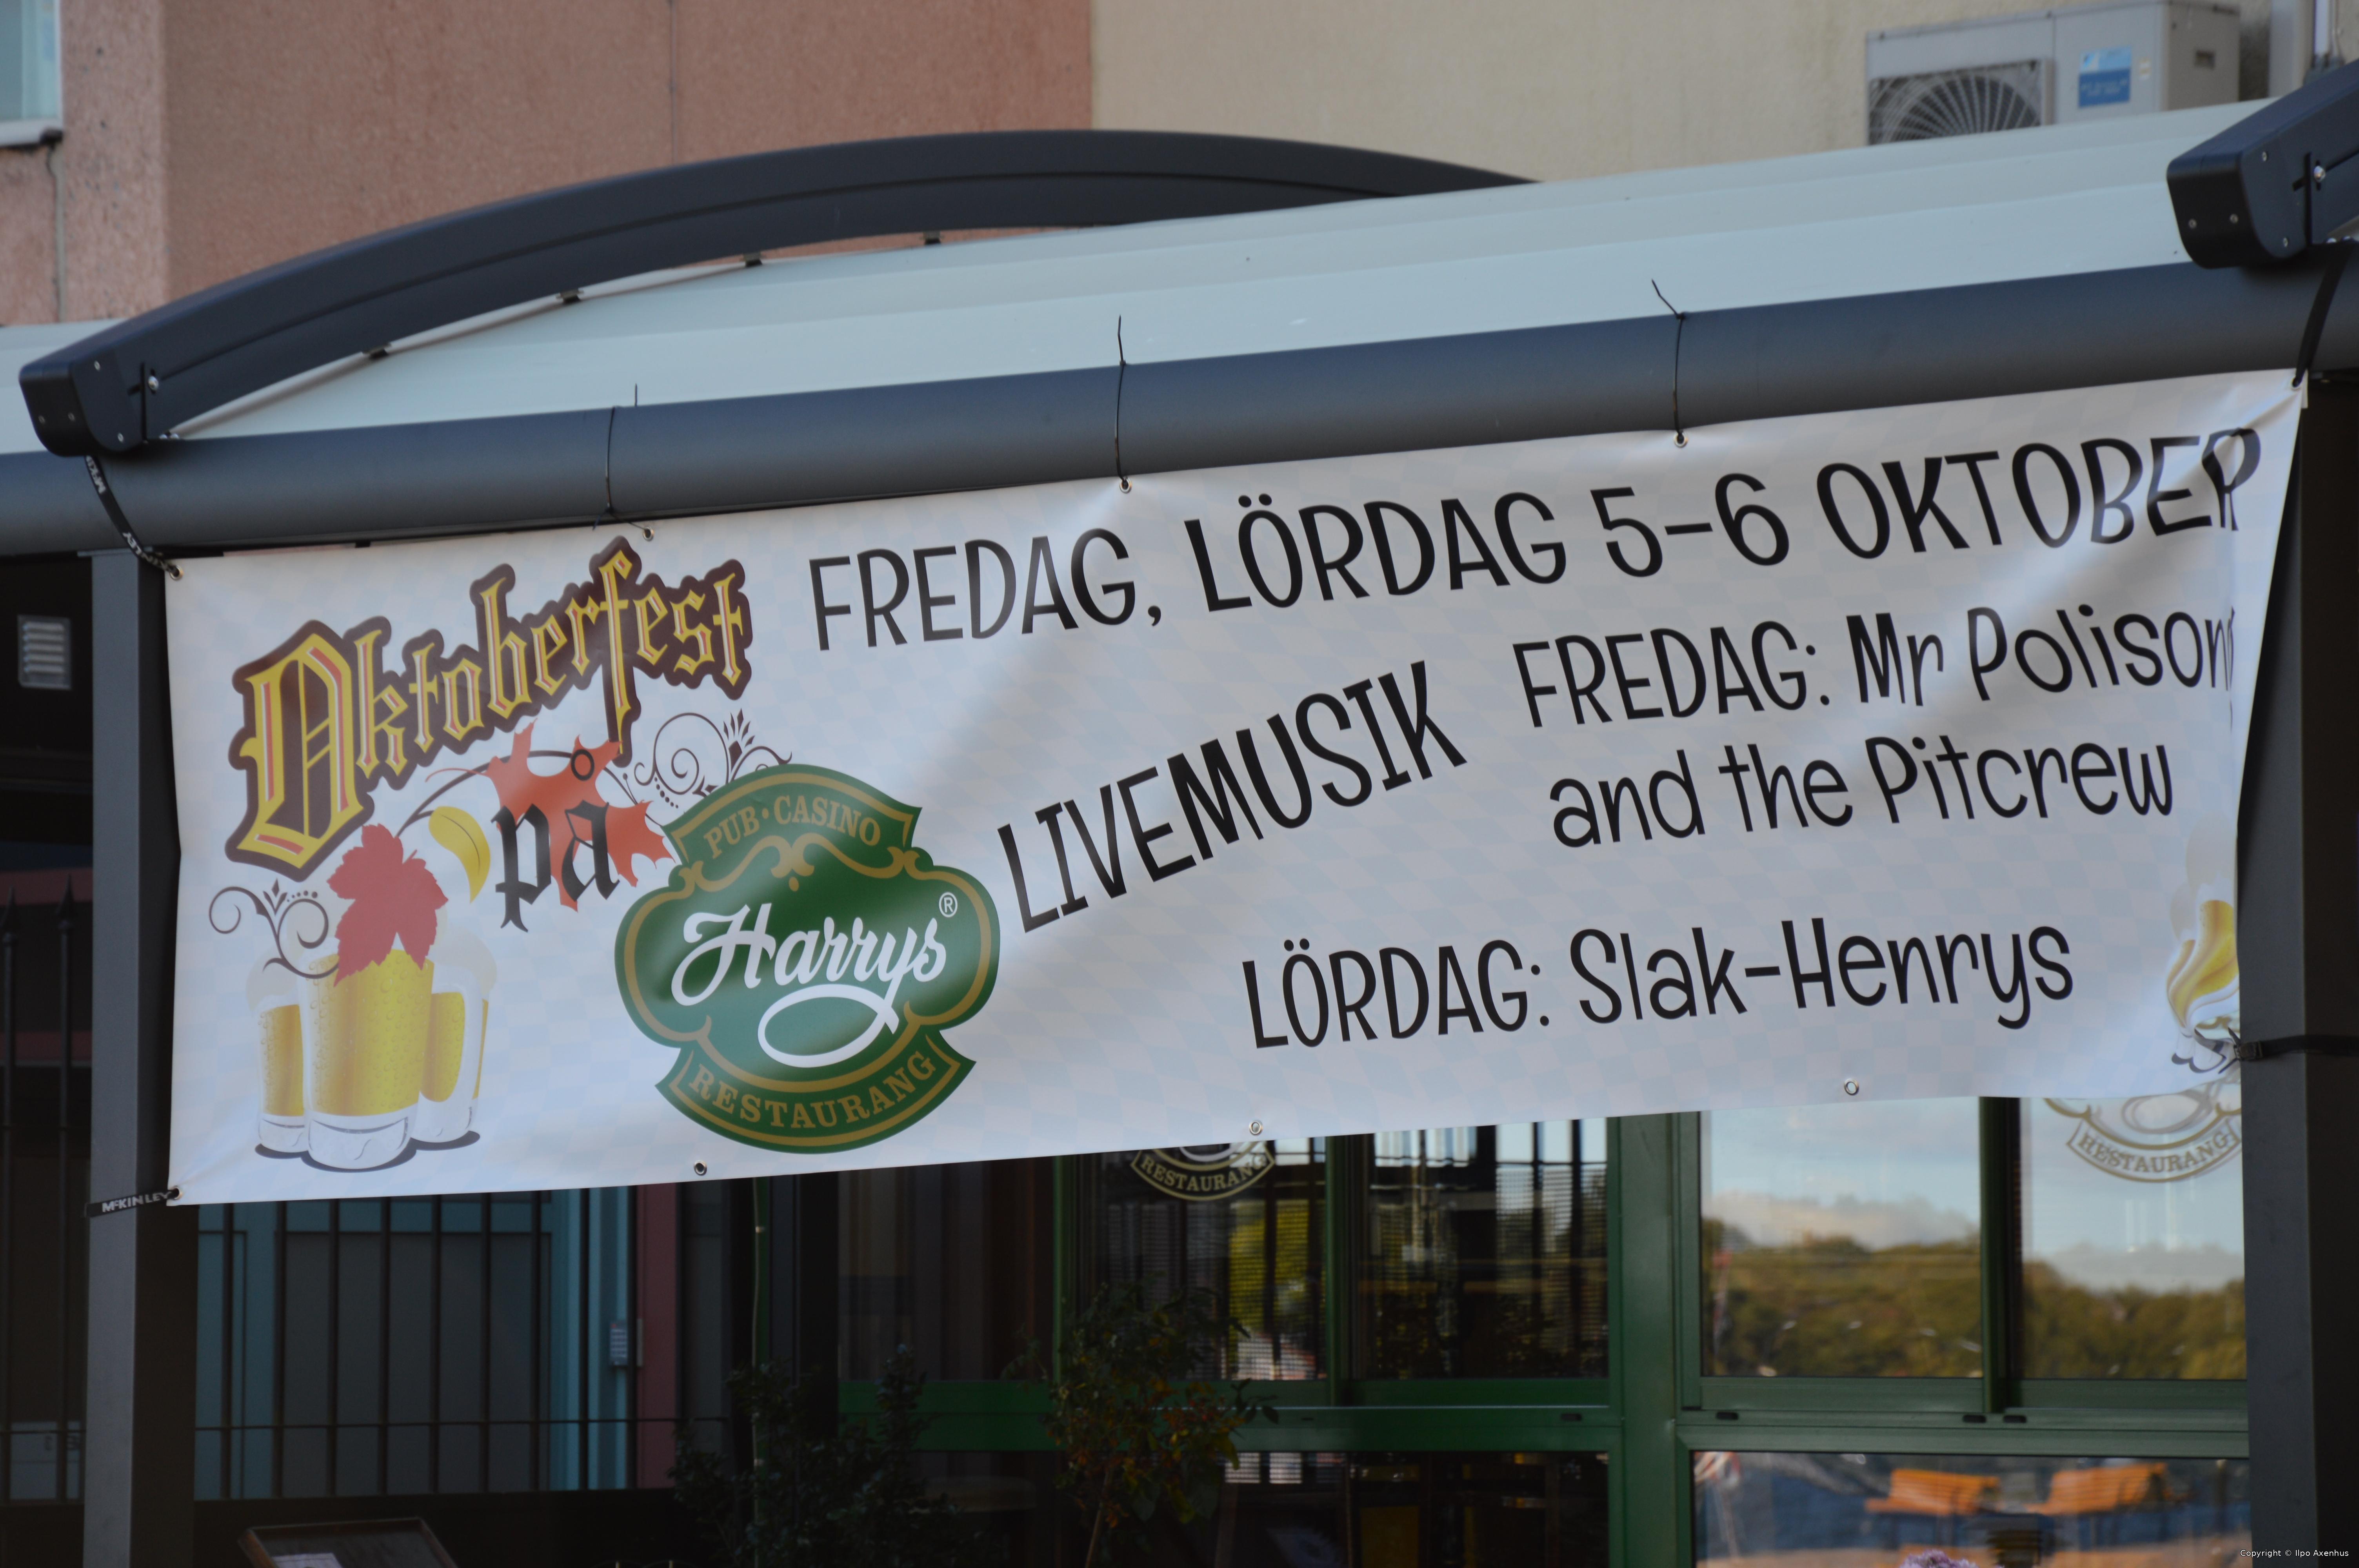 Oktoberfest
på
PUB · CASINO
Harrys®
RESTAURANG
FREDAG, LÖRDAG 5-6 OKTOBER
LIVEMUSIK
FREDAG: Mr Polison
and the Pitcrew
LÖRDAG: Slak-Henrys
McKINLEY
RESTAURANG
RESTAURANG
Copyright © Ilpo Axenhus